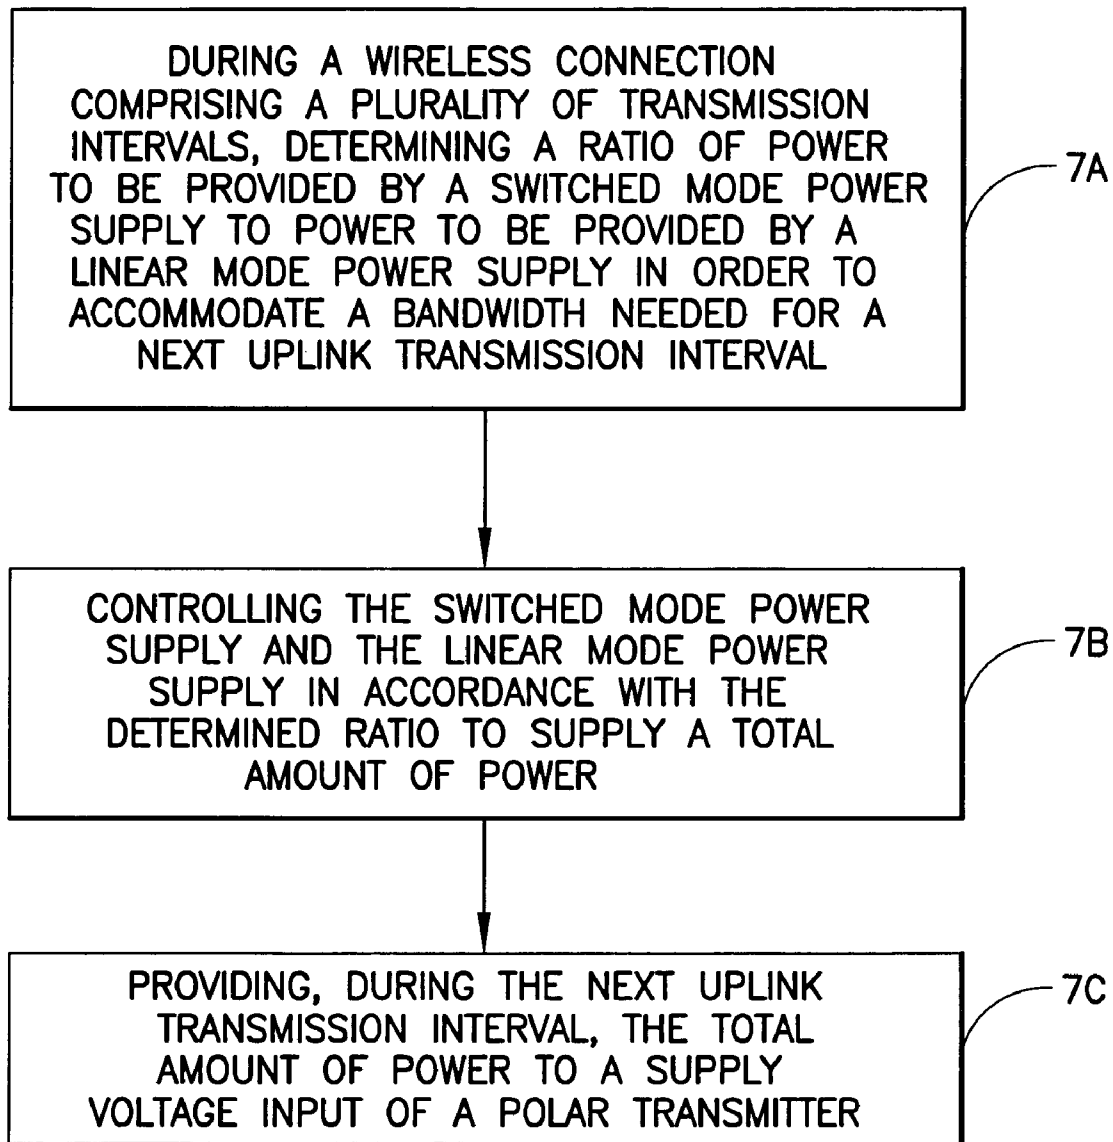 DURING A WIRELESS CONNECTION
COMPRISING A PLURALITY OF TRANSMISSION
INTERVALS, DETERMINING A RATIO OF POWER
TO BE PROVIDED BY A SWITCHED MODE POWER
SUPPLY TO POWER TO BE PROVIDED BY A
LINEAR MODE POWER SUPPLY IN ORDER TO
ACCOMMODATE A BANDWIDTH NEEDED FOR A
NEXT UPLINK TRANSMISSION INTERVAL
7A
CONTROLLING THE SWITCHED MODE POWER
SUPPLY AND THE LINEAR MODE POWER
SUPPLY IN ACCORDANCE WITH THE
DETERMINED RATIO TO SUPPLY A TOTAL
AMOUNT OF POWER
7B
PROVIDING, DURING THE NEXT UPLINK
TRANSMISSION INTERVAL, THE TOTAL
AMOUNT OF POWER TO A SUPPLY
VOLTAGE INPUT OF A POLAR TRANSMITTER
7C